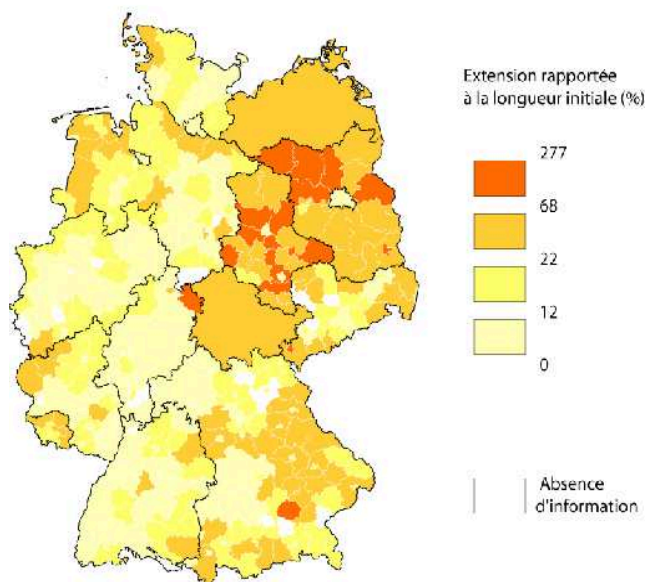 Extension rapportée
à la longueur initiale (%)
277
68
22
12
0
Absence
d'information